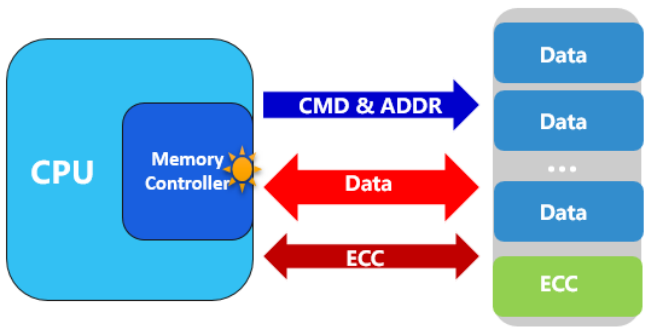 CPU
Memory
Controller
CMD & ADDR
Data
ECC
Data
Data
...
Data
ECC